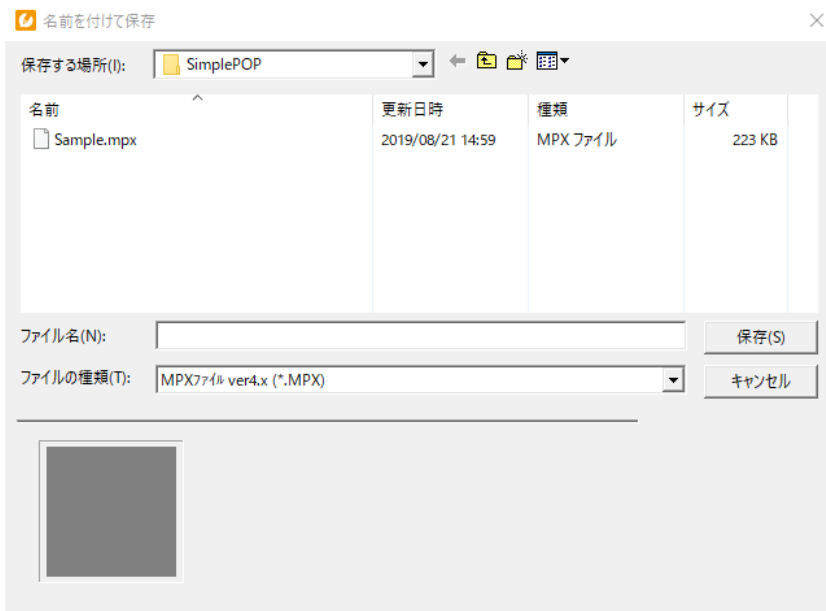 名前を付けて保存
保存する場所(I): SimplePOP
名前 更新日時 種類 サイズ
Sample.mpx 2019/08/21 14:59 MPX ファイル 223 KB
ファイル名(N): 保存(S)
ファイルの種類(T): MPXﾌｧｲﾙ ver4.x (*.MPX) キャンセル